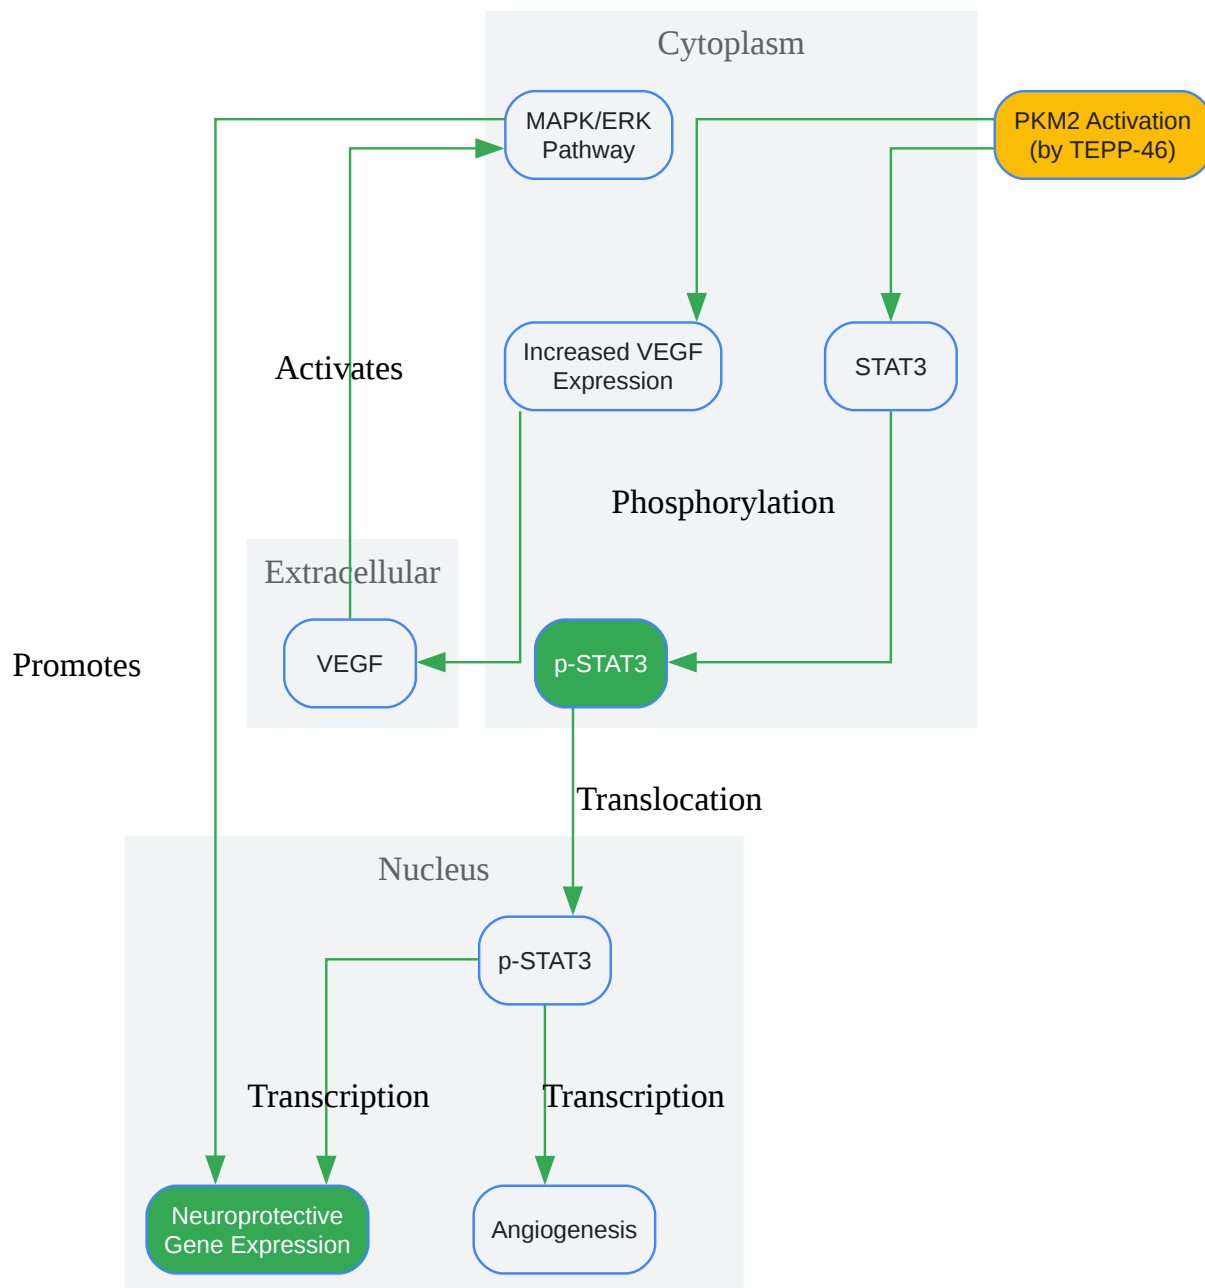 Cytoplasm
MAPK/ERK
Pathway
PKM2 Activation
(by TEPP-46)
Increased VEGF
Expression
STAT3
Activates
Phosphorylation
Extracellular
VEGF
p-STAT3
Promotes
Translocation
Nucleus
p-STAT3
Transcription
Transcription
Neuroprotective
Gene Expression
Angiogenesis